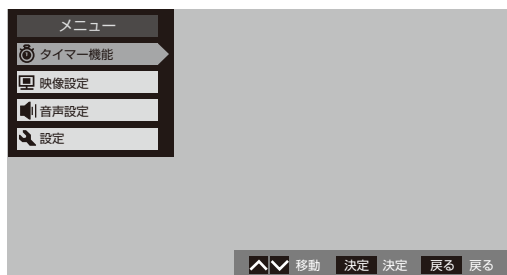 メニュー
タイマー機能
映像設定
音声設定
設定
移動 決定 決定 戻る 戻る